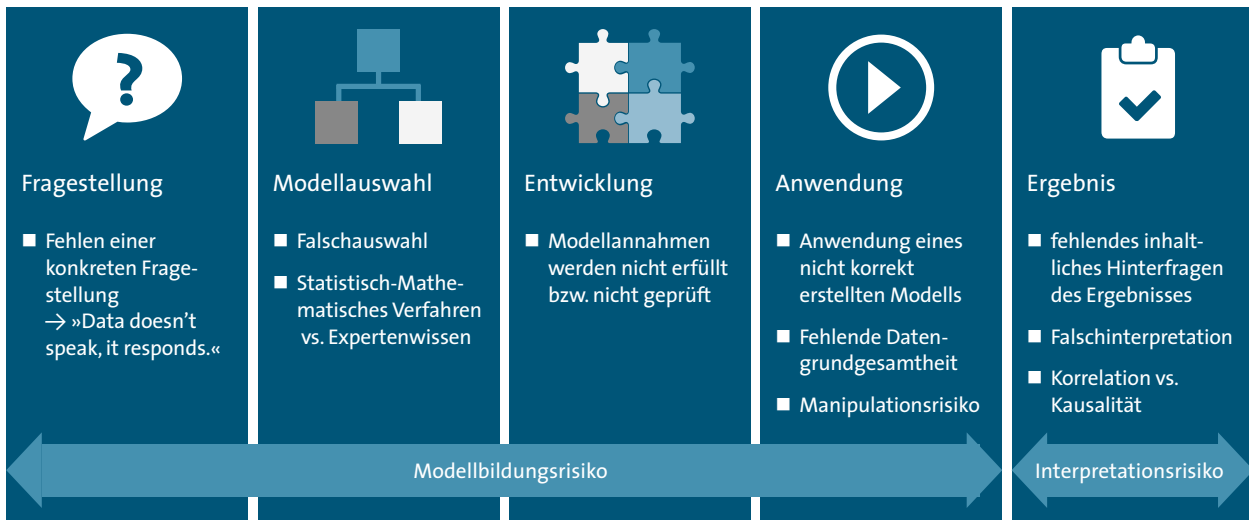 ?
Fragestellung
Fehlen einer
konkreten Frage-
stellung
→ »Data doesn't
speak, it responds.«
Modellauswahl
Falschauswahl
Statistisch-Mathe-
matisches Verfahren
vs. Expertenwissen
Entwicklung
Modellannahmen
werden nicht erfüllt
bzw. nicht geprüft
Anwendung
Anwendung eines
nicht korrekt
erstellten Modells
Fehlende Daten-
grundgesamtheit
Manipulationsrisiko
Ergebnis
fehlendes inhalt-
liches Hinterfragen
des Ergebnisses
Falschinterpretation
Korrelation vs.
Kausalität
Modellbildungsrisiko
Interpretationsrisiko